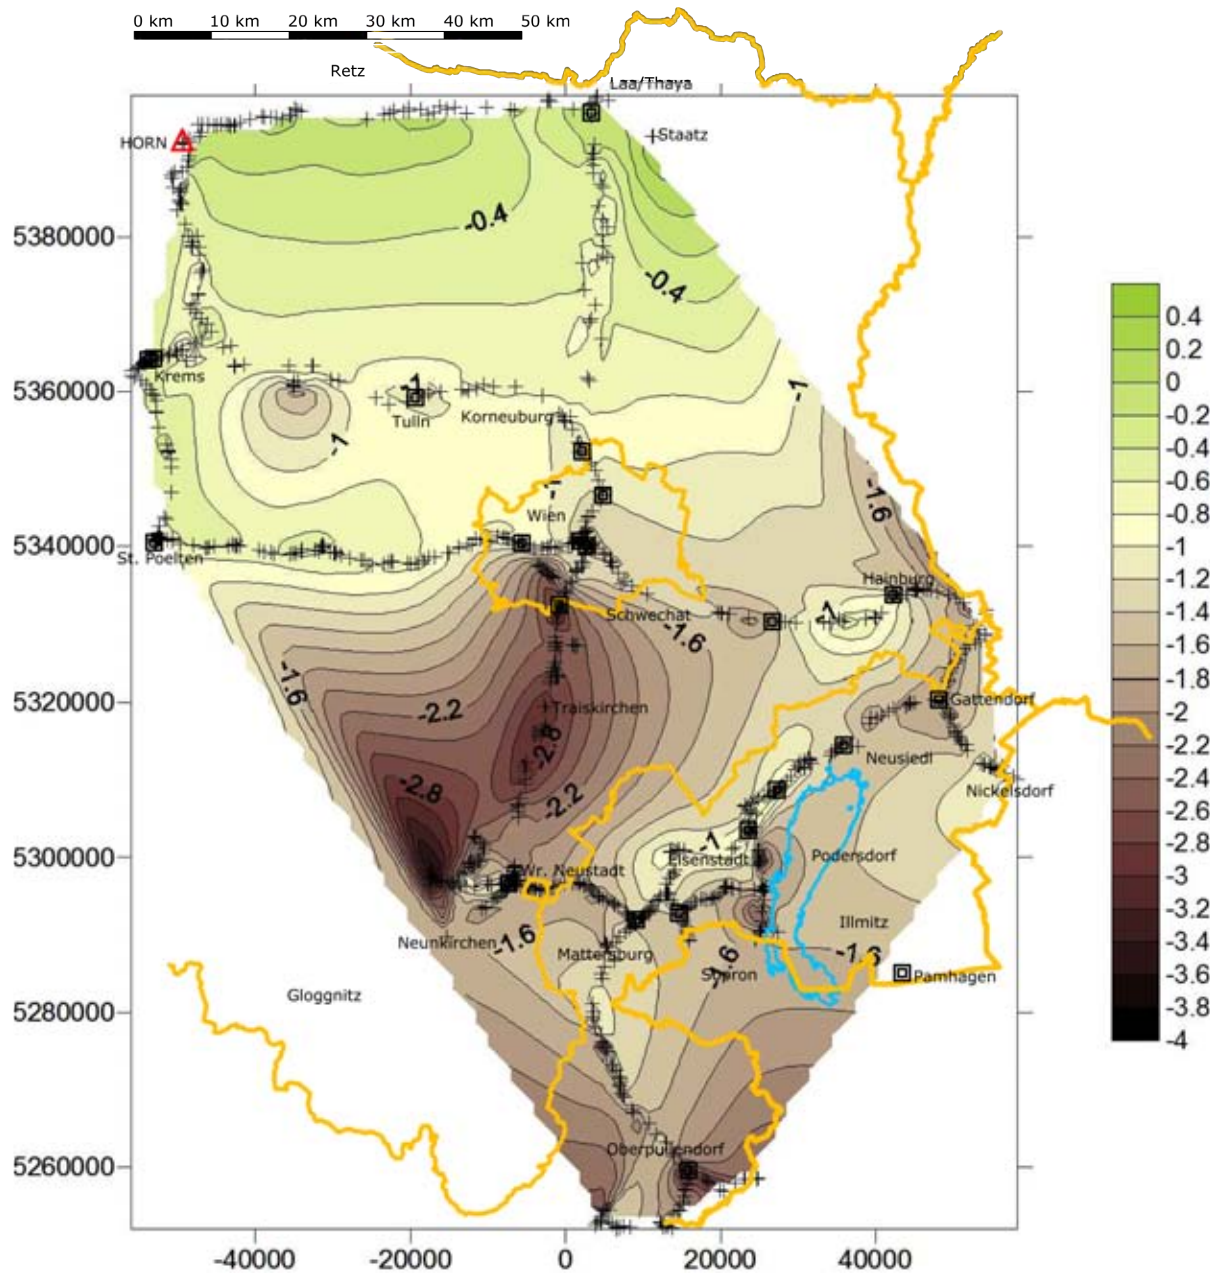 0 km 10 km 20 km 30 km 40 km 50 km
Retz
Laa/Thaya
HORN
Staatz
5380000
-0.4
-0.4
0.4
0.2
0
-0.2
-0.4
-0.6
-0.8
-1
-1.2
-1.4
-1.6
-1.8
-2
-2.2
-2.4
-2.6
-2.8
-3
-3.2
-3.4
-3.6
-3.8
-4
Krems
5360000
-1
-1
Tulln
Korneuburg
-1
-1
-1.6
Wien
5340000
St. Poelten
Hainburg
Schwechat
-1
-1.6
-1.6
5320000
-2.2
Traiskirchen
Gattendorf
-2.8
Neusiedl
-2.8
-2.2
Nickelsdorf
-1
5300000
Eisenstadt
Podersdorf
Wr. Neustadt
Illmitz
Neunkirchen
-1.6
Mattersburg
-1.6
-1.6
Sopron
Pamhagen
Gloggnitz
5280000
Oberpullendorf
5260000
-40000 -20000 0 20000 40000